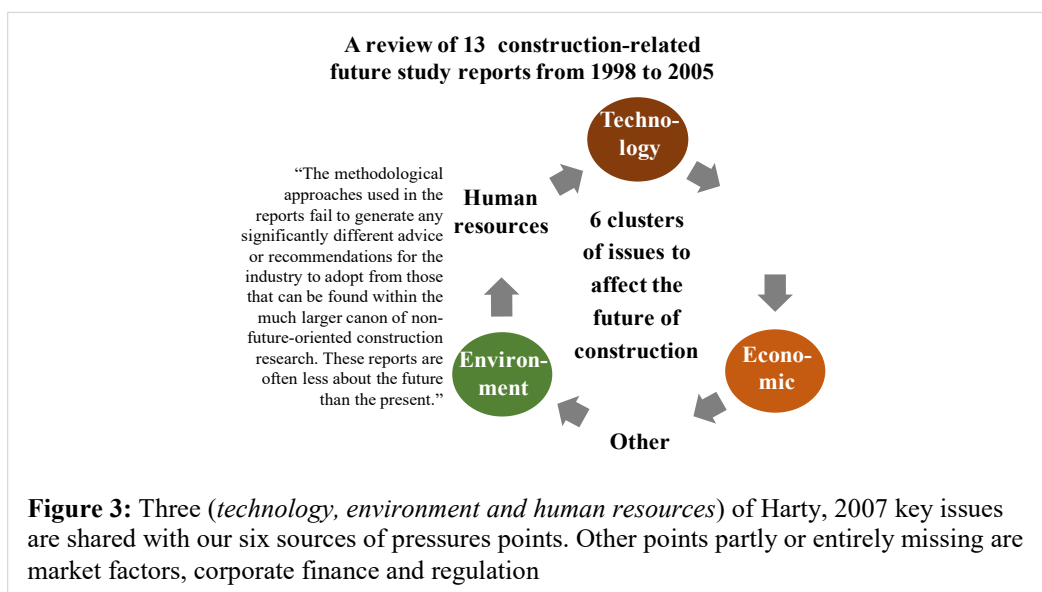 A review of 13 construction-related
future study reports from 1998 to 2005
Techno-
logy
“The methodological
approaches used in the
reports fail to generate any
significantly different advice
or recommendations for the
industry to adopt from those
that can be found within the
much larger canon of non-
future-oriented construction
research. These reports are
often less about the future
than the present.”
Human
resources
6 clusters
of issues to
affect the
future of
construction
Environ-
ment
Econo-
mic
Other
Figure 3: Three (technology, environment and human resources) of Harty, 2007 key issues
are shared with our six sources of pressures points. Other points partly or entirely missing are
market factors, corporate finance and regulation